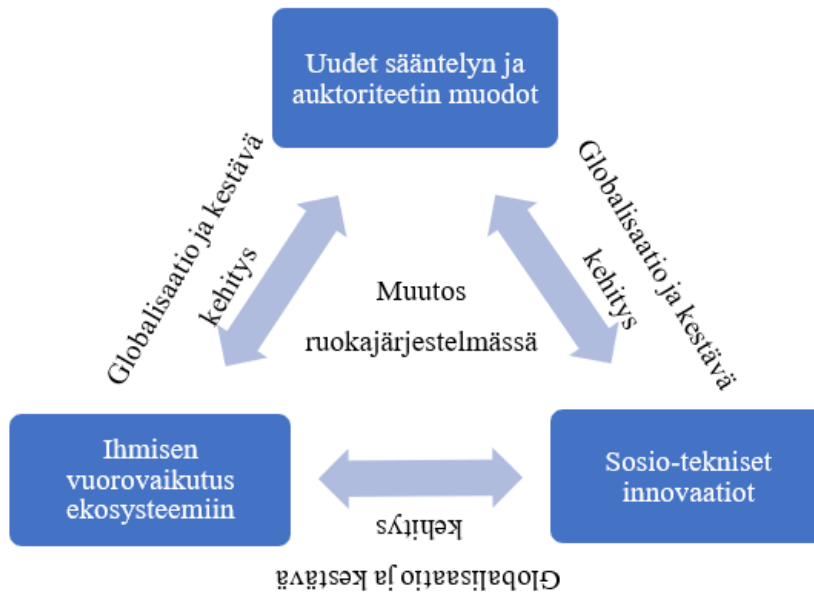 Uudet sääntelyn ja
auktoriteetin muodot
Globalisaatio ja kestävä
kehitys
Globalisaatio ja kestävä
kehitys
Muutos
ruokajärjestelmässä
Ihmisen
vuorovaikutus
ekosysteemiin
Sosio-tekniset
innovaatiot
Globalisaatio ja kestävä
kehitys